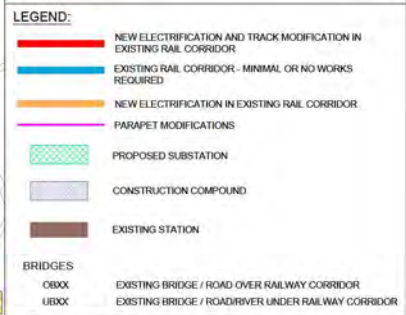 LEGEND:
NEW ELECTRIFICATION AND TRACK MODIFICATION IN
EXISTING RAIL CORRIDOR
EXISTING RAIL CORRIDOR - MINIMAL OR NO WORKS
REQUIRED
NEW ELECTRIFICATION IN EXISTING RAIL CORRIDOR
PARAPET MODIFICATIONS
PROPOSED SUBSTATION
CONSTRUCTION COMPOUND
EXISTING STATION
BRIDGES
OBXX EXISTING BRIDGE / ROAD OVER RAILWAY CORRIDOR
UBXX EXISTING BRIDGE / ROAD/RIVER UNDER RAILWAY CORRIDOR